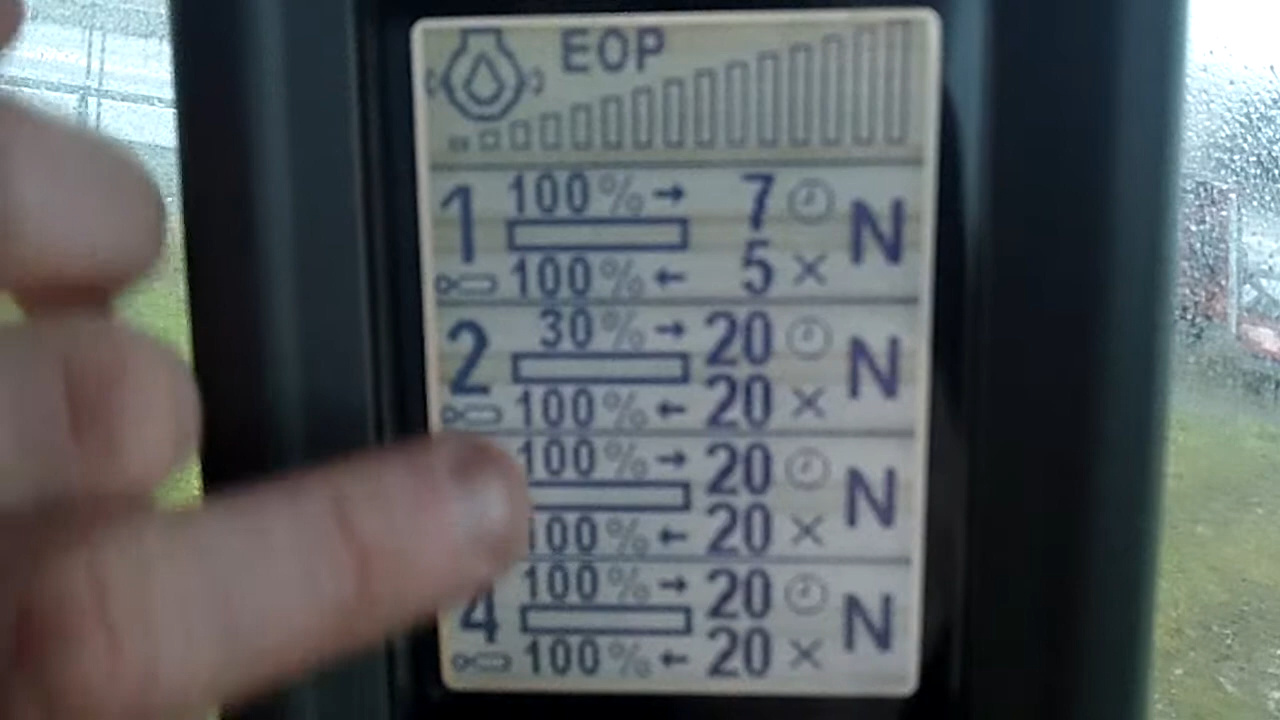 EOP
100% → 7
1 N
100% ← 5 ×
30% → 20
2 N
100% ← 20 ×
100% → 20
N
100% ← 20 ×
100% → 20
4 N
100% ← 20 ×